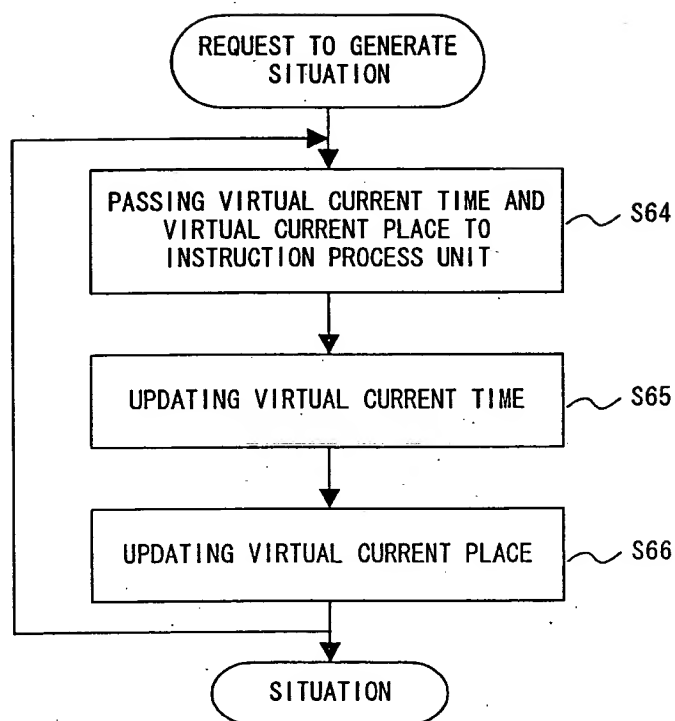 REQUEST TO GENERATE
SITUATION
PASSING VIRTUAL CURRENT TIME AND
VIRTUAL CURRENT PLACE TO
INSTRUCTION PROCESS UNIT
S64
UPDATING VIRTUAL CURRENT TIME
S65
UPDATING VIRTUAL CURRENT PLACE
S66
SITUATION